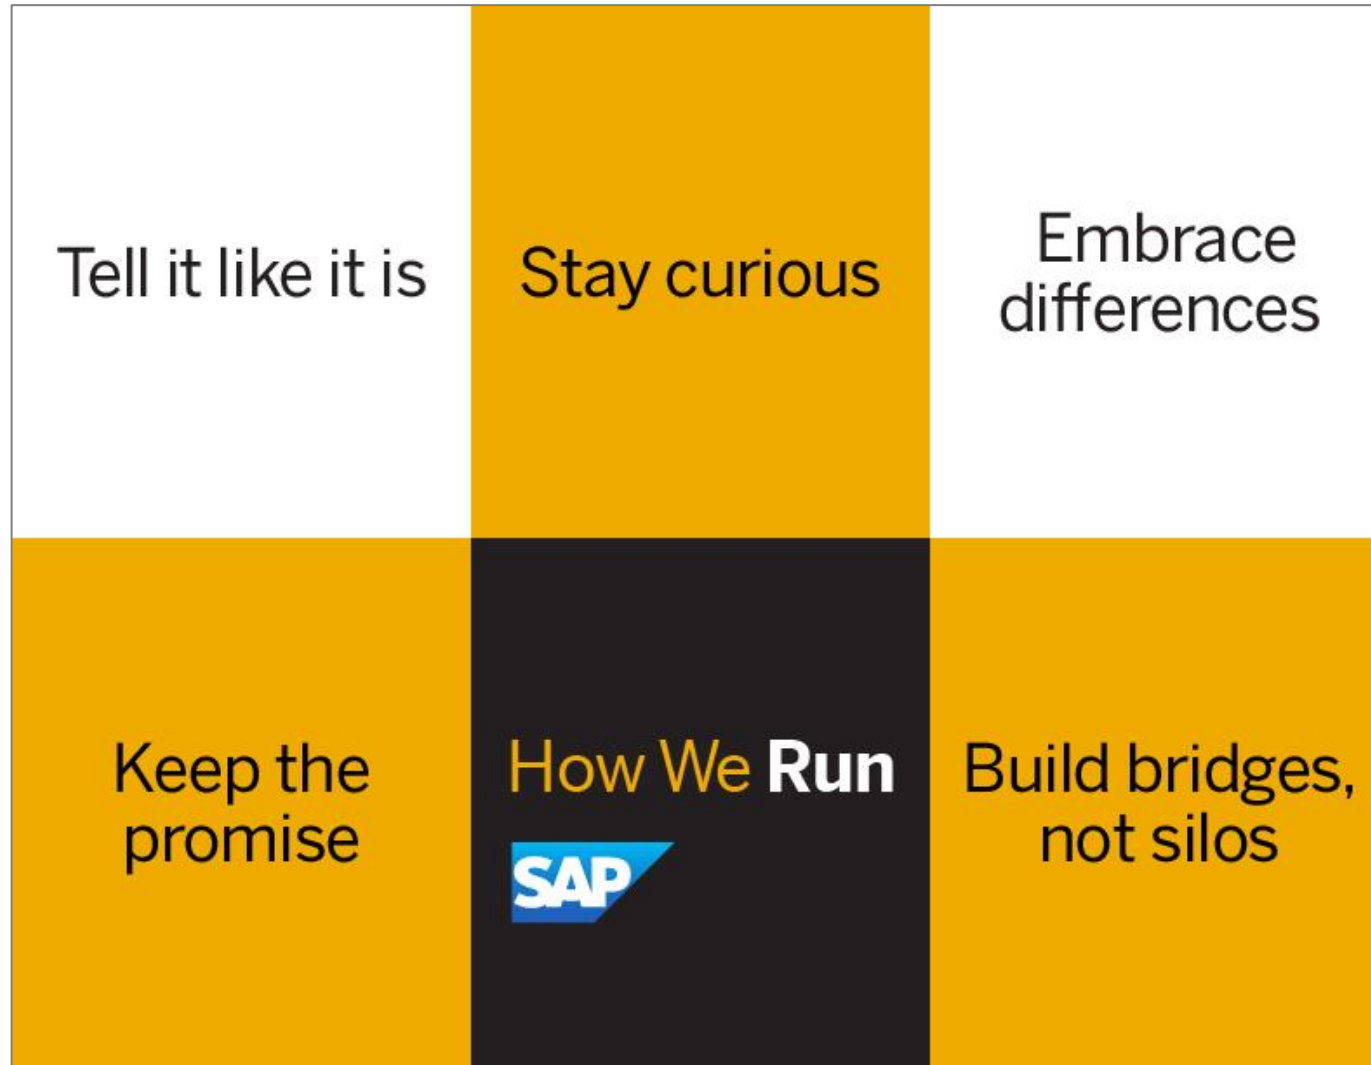 Tell it like it is
Stay curious
Embrace
differences
Keep the
promise
How We Run
SAP
Build bridges,
not silos